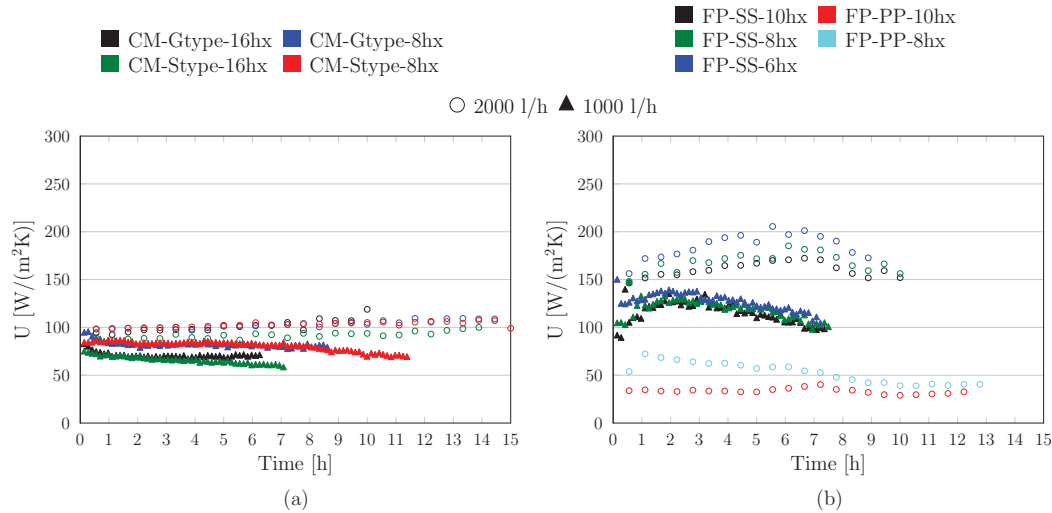 CM-Gtype-16hx CM-Gtype-8hx
CM-Stype-16hx CM-Stype-8hx
FP-SS-10hx FP-PP-10hx
FP-SS-8hx FP-PP-8hx
FP-SS-6hx
2000 l/h 1000 l/h
300
250
200
150
100
50
0
U [W/(m²K)]
0 1 2 3 4 5 6 7 8 9 10 11 12 13 14 15
Time [h]
(a)
300
250
200
150
100
50
0
U [W/(m²K)]
0 1 2 3 4 5 6 7 8 9 10 11 12 13 14 15
Time [h]
(b)